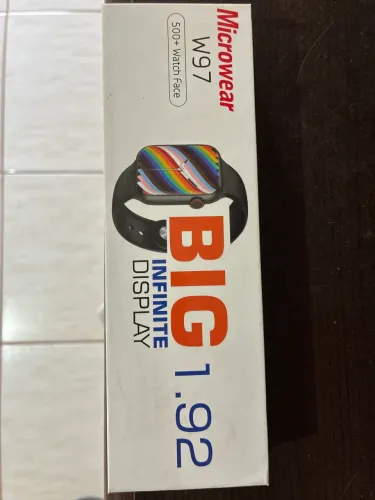 Microwear
W97
500+ Watch Face
BIG 1.92
INFINITE
DISPLAY